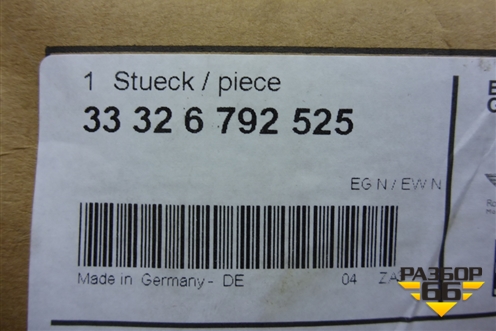 1 Stueck / piece
33 32 6 792 525
EG N / EW N
Made in Germany - DE 04
РАЗБОР
66